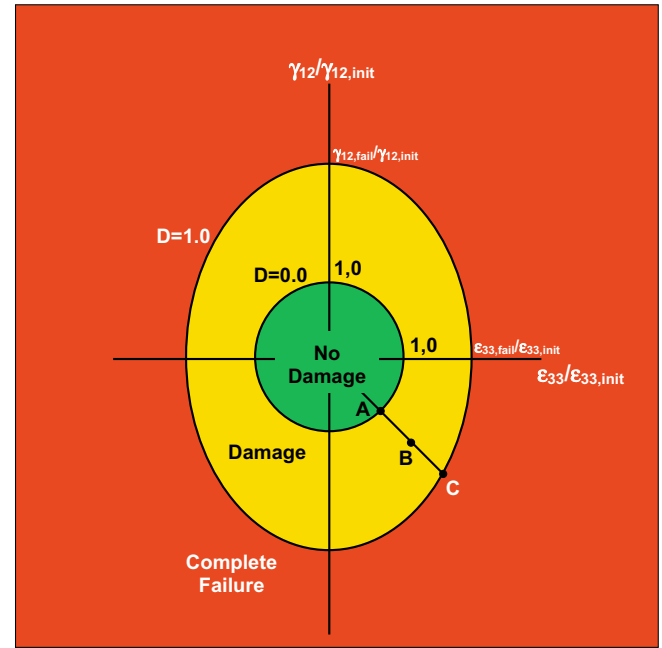 γ12/γ12,init
γ12,fail/γ12,init
D=1.0
D=0.0
1,0
1,0
ε33,fail/ε33,init
ε33/ε33,init
No
Damage
A
B
Damage
C
Complete
Failure